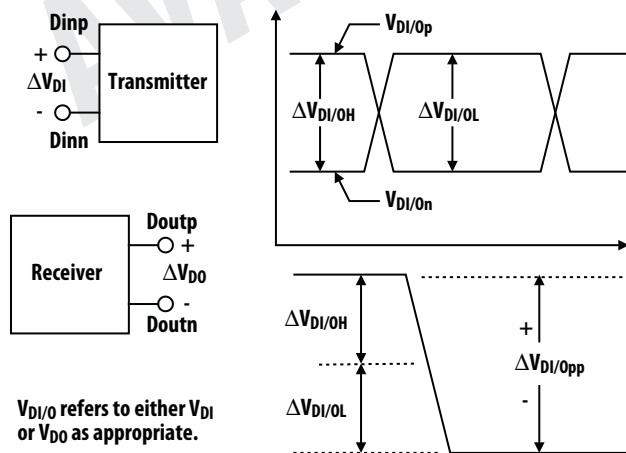 Dinp
+
ΔVDI
-
Dinn
Transmitter
Doutp
+
ΔVDO
-
Doutn
Receiver
VDI/O refers to either VDI
or VDO as appropriate.
VDI/Op
ΔVDI/OH
ΔVDI/OL
VDI/On
ΔVDI/OH
ΔVDI/OL
+
ΔVDI/Opp
-